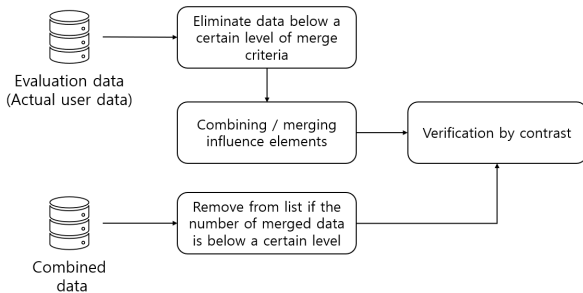 Eliminate data below a
certain level of merge
criteria
Evaluation data
(Actual user data)
Combining / merging
influence elements
Verification by contrast
Remove from list if the
number of merged data
is below a certain level
Combined
data